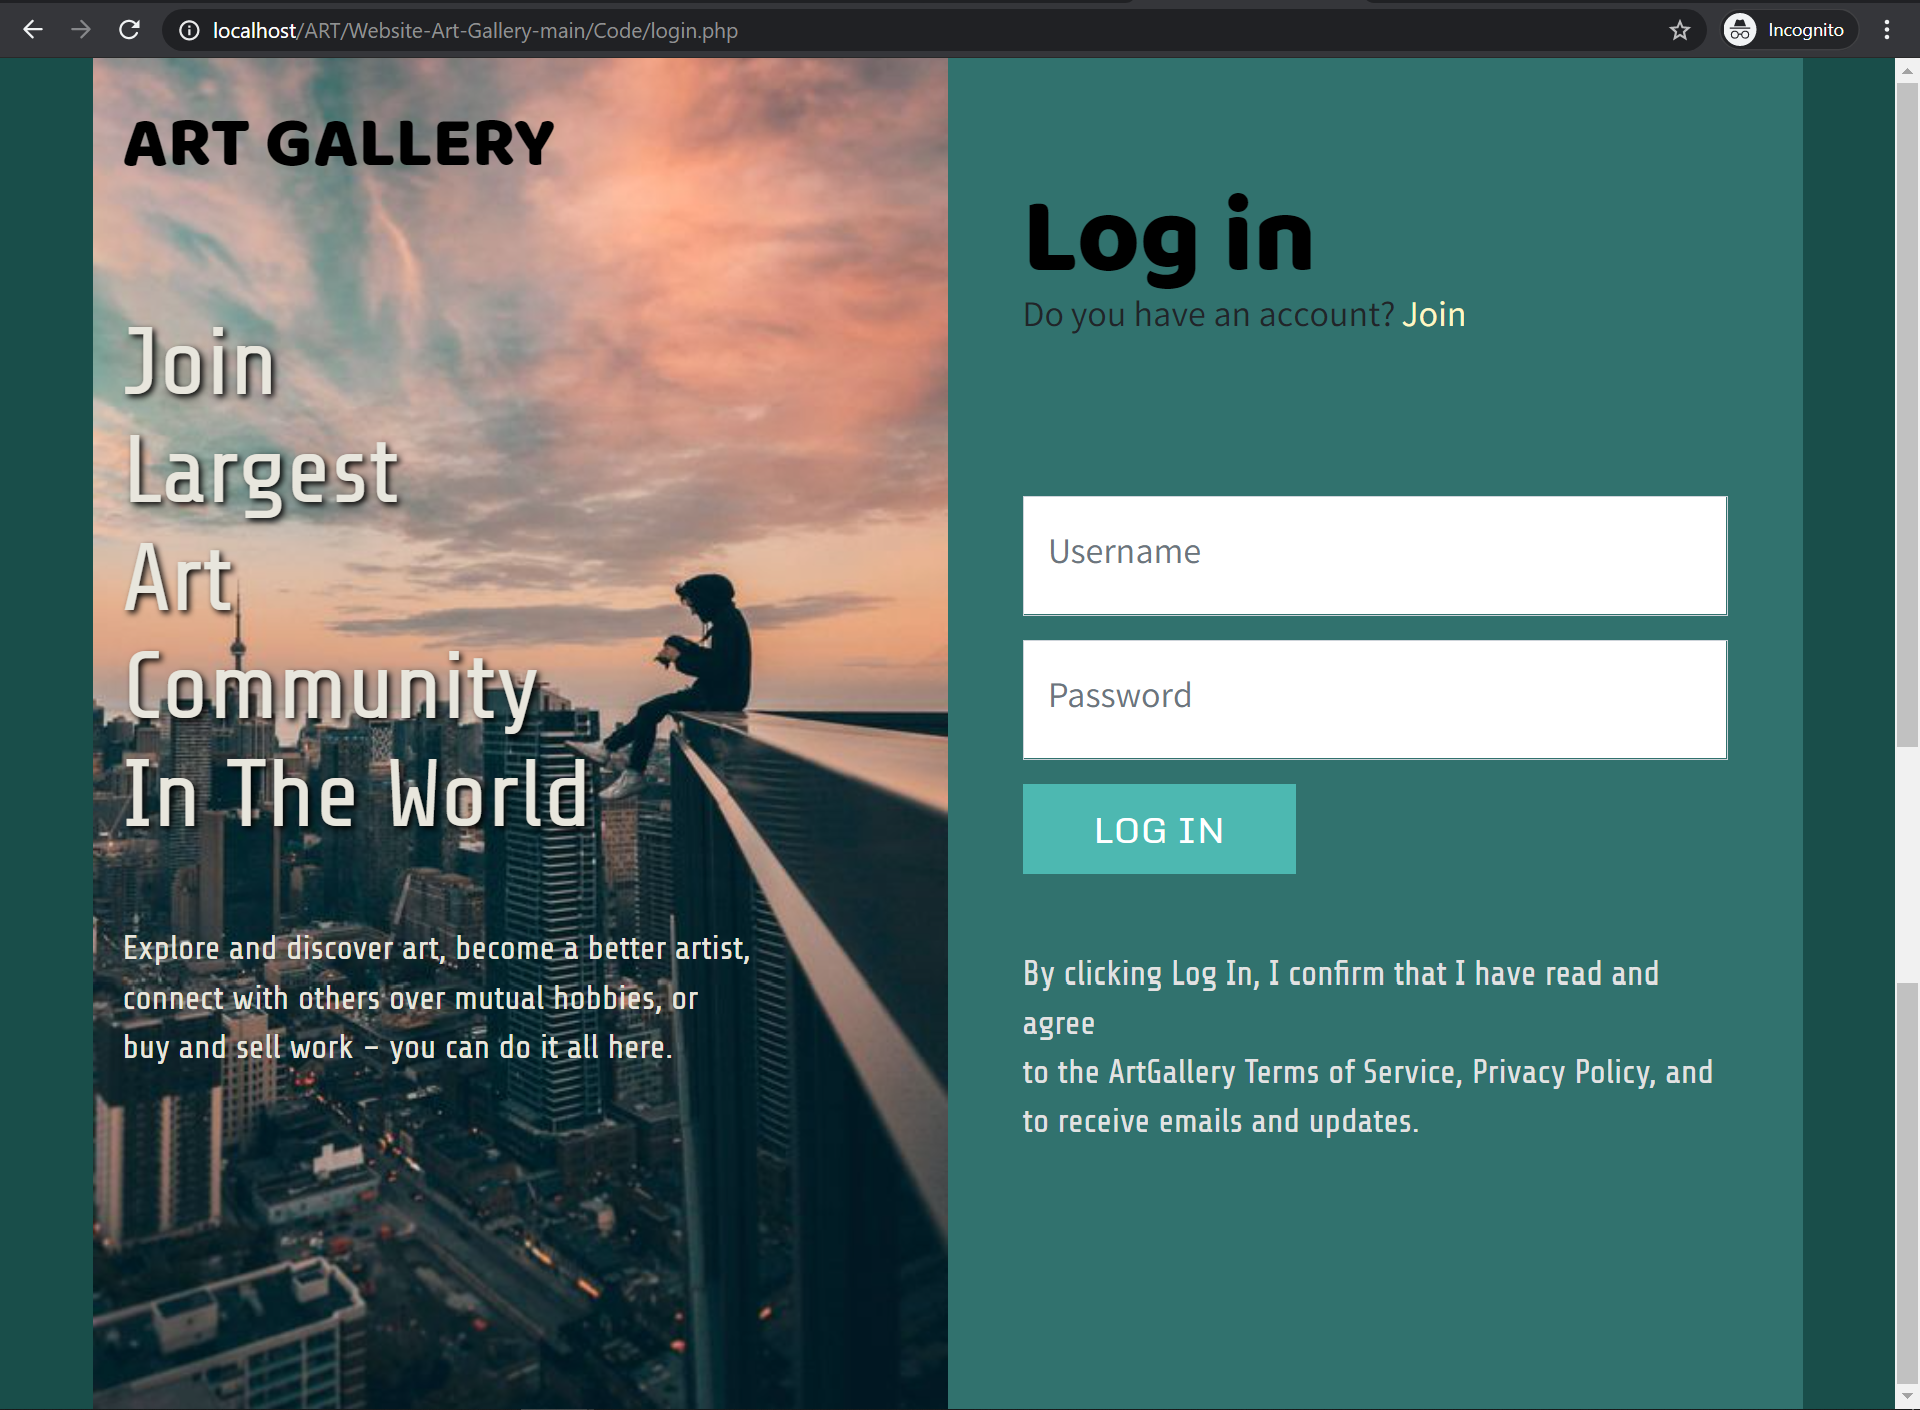 localhost/ART/Website-Art-Gallery-main/Code/login.php
Incognito
ART GALLERY
Join
Largest
Art
Community
In The World
Explore and discover art, become a better artist,
connect with others over mutual hobbies, or
buy and sell work – you can do it all here.
Log in
Do you have an account? Join
Username
Password
LOG IN
By clicking Log In, I confirm that I have read and
agree
to the ArtGallery Terms of Service, Privacy Policy, and
to receive emails and updates.